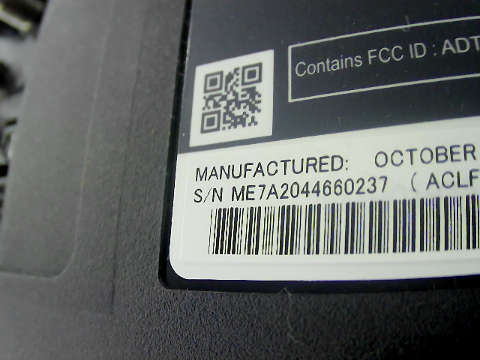 Contains FCC ID : ADT
MANUFACTURED: OCTOBER
S/N ME7A2044660237 ( ACLF